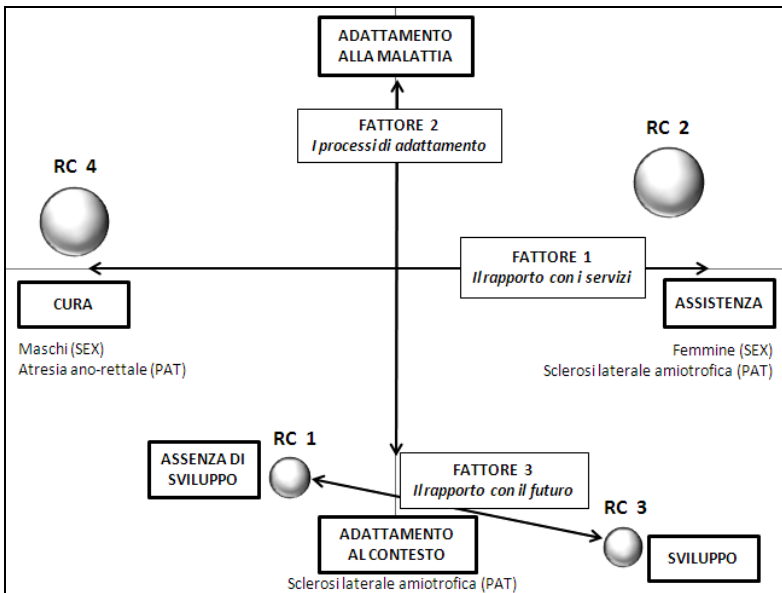 ADATTAMENTO
ALLA MALATTIA
FATTORE 2
I processi di adattamento
RC 2
RC 4
FATTORE 1
Il rapporto con i servizi
CURA
ASSISTENZA
Maschi (SEX)
Atresia ano-rettale (PAT)
Femmine (SEX)
Sclerosi laterale amiotrofica (PAT)
RC 1
ASSENZA DI
SVILUPPO
FATTORE 3
Il rapporto con il futuro
RC 3
ADATTAMENTO
AL CONTESTO
SVILUPPO
Sclerosi laterale amiotrofica (PAT)